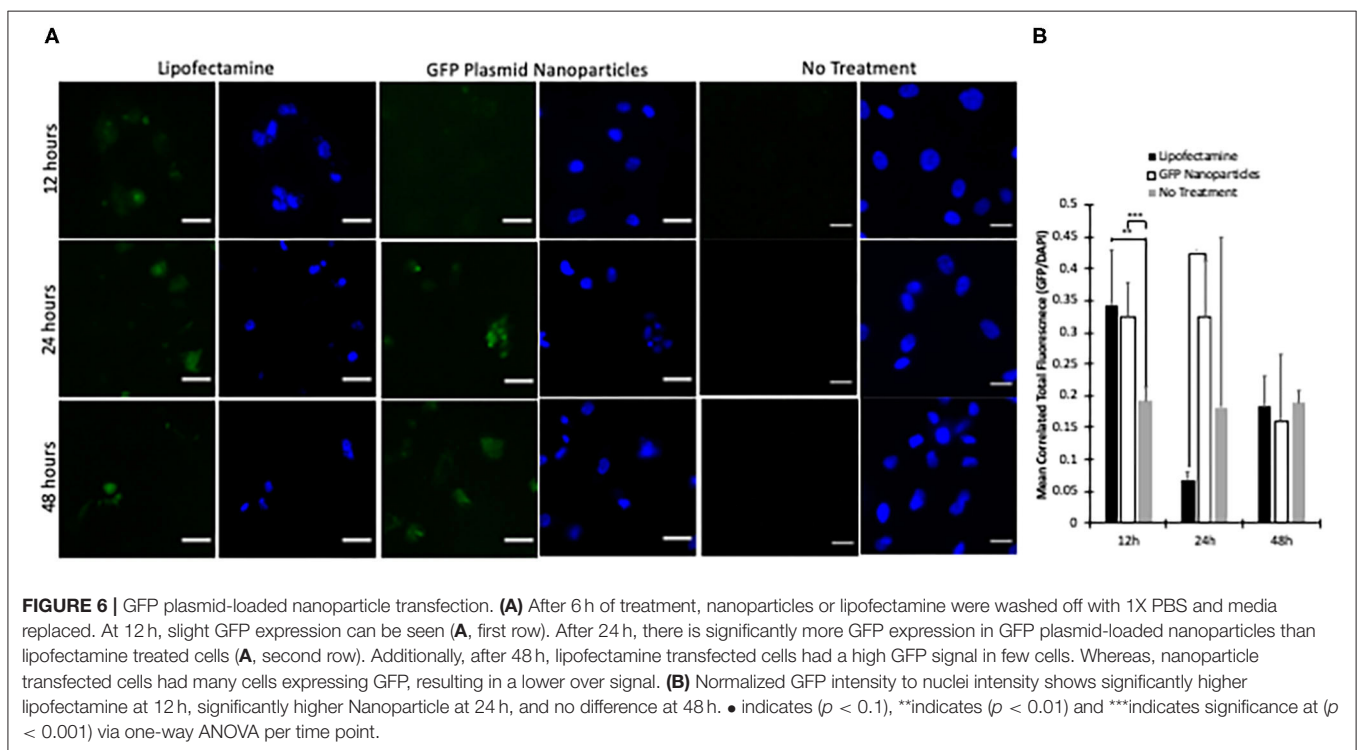 A
B
Lipofectamine
GFP Plasmid Nanoparticles
No Treatment
12 hours
24 hours
48 hours
Lipofectamine
GFP Nanoparticles
No Treatment
Mean Correlated Total Fluorescnece (GFP/DAPI)
0.5
0.45
0.4
0.35
0.3
0.25
0.2
0.15
0.1
0.05
0
***
**
12h
24h
48h
FIGURE 6 | GFP plasmid-loaded nanoparticle transfection. (A) After 6 h of treatment, nanoparticles or lipofectamine were washed off with 1X PBS and media
replaced. At 12 h, slight GFP expression can be seen (A, first row). After 24 h, there is significantly more GFP expression in GFP plasmid-loaded nanoparticles than
lipofectamine treated cells (A, second row). Additionally, after 48 h, lipofectamine transfected cells had a high GFP signal in few cells. Whereas, nanoparticle
transfected cells had many cells expressing GFP, resulting in a lower over signal. (B) Normalized GFP intensity to nuclei intensity shows significantly higher
lipofectamine at 12 h, significantly higher Nanoparticle at 24 h, and no difference at 48 h. • indicates (p < 0.1), **indicates (p < 0.01) and ***indicates significance at (p
< 0.001) via one-way ANOVA per time point.